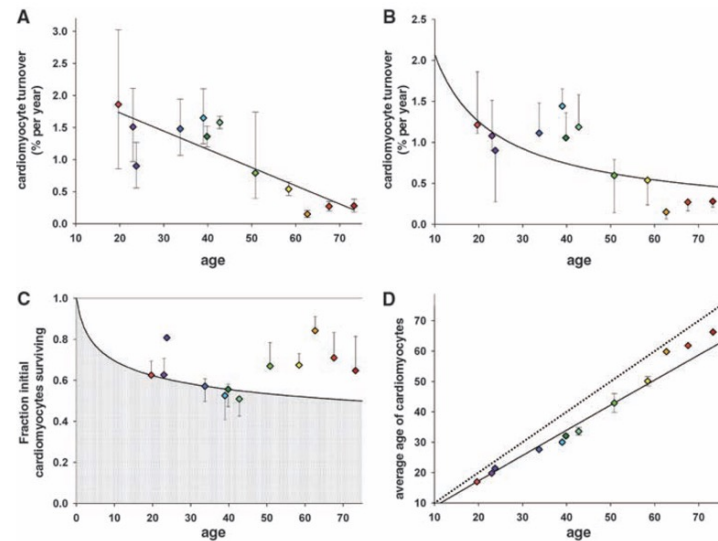 A
cardiomyocyte turnover
(% per year)
3.0
2.5
2.0
1.5
1.0
0.5
0.0
10 20 30 40 50 60 70
age
B
cardiomyocyte turnover
(% per year)
2.5
2.0
1.5
1.0
0.5
0.0
10 20 30 40 50 60 70
age
C
Fraction initial
cardiomyocytes surviving
1.0
0.8
0.6
0.4
0.2
0.0
0 20 40 60
age
D
average age of cardiomyocytes
70
60
50
40
30
20
10
10 20 30 40 50 60 70
age